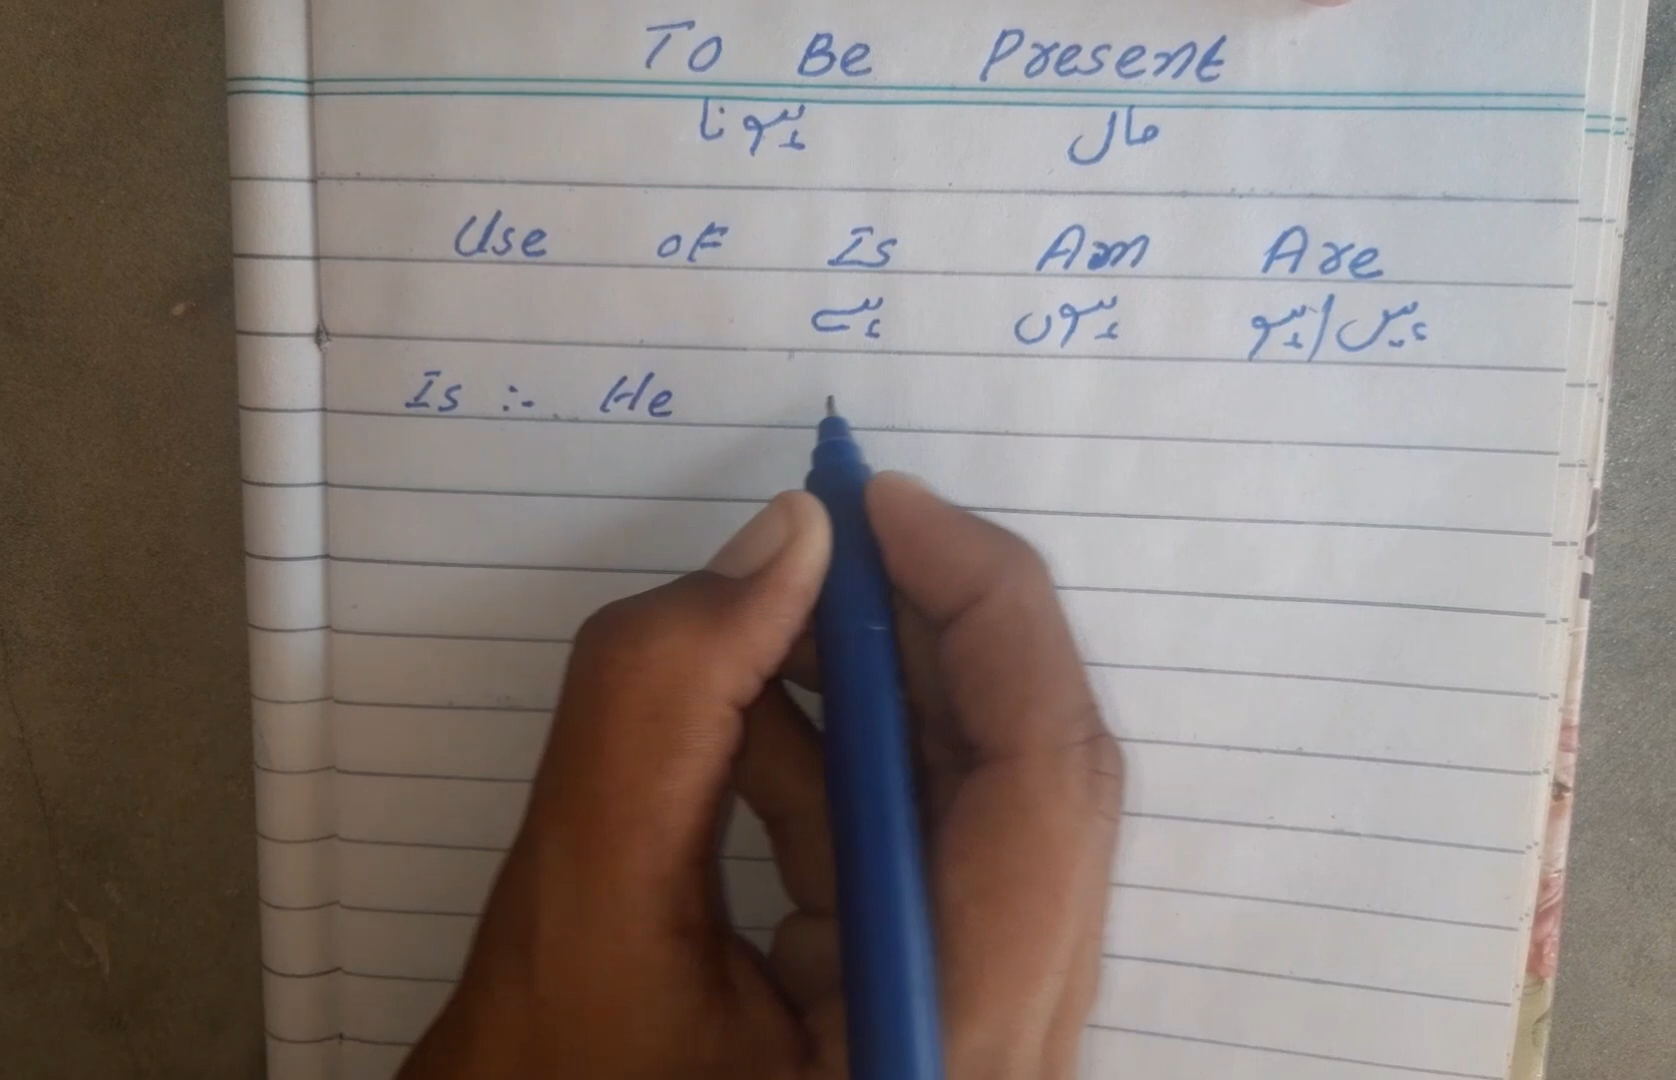 To Be Present
ہونا حال
Use of Is Am Are
ہے ہوں ہیں/ہو
Is :- He